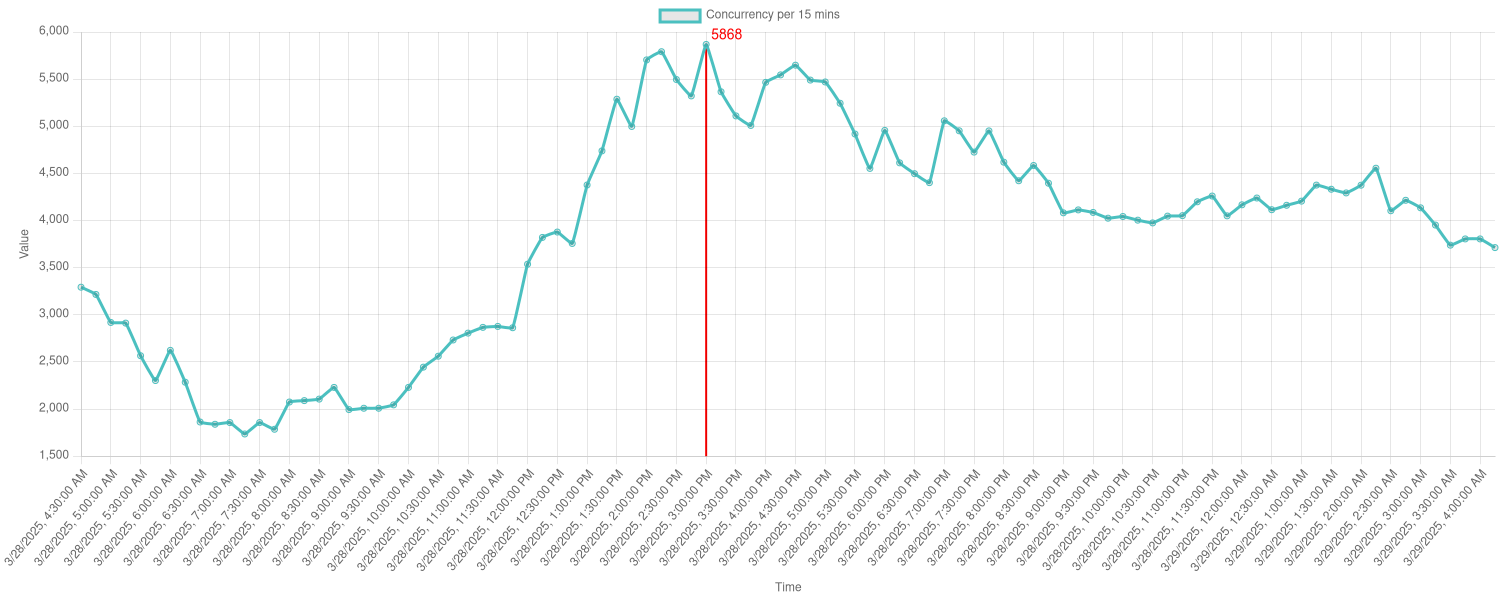 Concurrency per 15 mins
5868
6,000
5,500
5,000
4,500
4,000
3,500
3,000
2,500
2,000
1,500
Value
3/28/2025, 4:30:00 AM
3/28/2025, 5:00:00 AM
3/28/2025, 5:30:00 AM
3/28/2025, 6:00:00 AM
3/28/2025, 6:30:00 AM
3/28/2025, 7:00:00 AM
3/28/2025, 7:30:00 AM
3/28/2025, 8:00:00 AM
3/28/2025, 8:30:00 AM
3/28/2025, 9:00:00 AM
3/28/2025, 9:30:00 AM
3/28/2025, 10:00:00 AM
3/28/2025, 10:30:00 AM
3/28/2025, 11:00:00 AM
3/28/2025, 11:30:00 AM
3/28/2025, 12:00:00 PM
3/28/2025, 12:30:00 PM
3/28/2025, 1:00:00 PM
3/28/2025, 1:30:00 PM
3/28/2025, 2:00:00 PM
3/28/2025, 2:30:00 PM
3/28/2025, 3:00:00 PM
3/28/2025, 3:30:00 PM
3/28/2025, 4:00:00 PM
3/28/2025, 4:30:00 PM
3/28/2025, 5:00:00 PM
3/28/2025, 5:30:00 PM
3/28/2025, 6:00:00 PM
3/28/2025, 6:30:00 PM
3/28/2025, 7:00:00 PM
3/28/2025, 7:30:00 PM
3/28/2025, 8:00:00 PM
3/28/2025, 8:30:00 PM
3/28/2025, 9:00:00 PM
3/28/2025, 9:30:00 PM
3/28/2025, 10:00:00 PM
3/28/2025, 10:30:00 PM
3/28/2025, 11:00:00 PM
3/28/2025, 11:30:00 PM
3/29/2025, 12:00:00 AM
3/29/2025, 12:30:00 AM
3/29/2025, 1:00:00 AM
3/29/2025, 1:30:00 AM
3/29/2025, 2:00:00 AM
3/29/2025, 2:30:00 AM
3/29/2025, 3:00:00 AM
3/29/2025, 3:30:00 AM
3/29/2025, 4:00:00 AM
Time